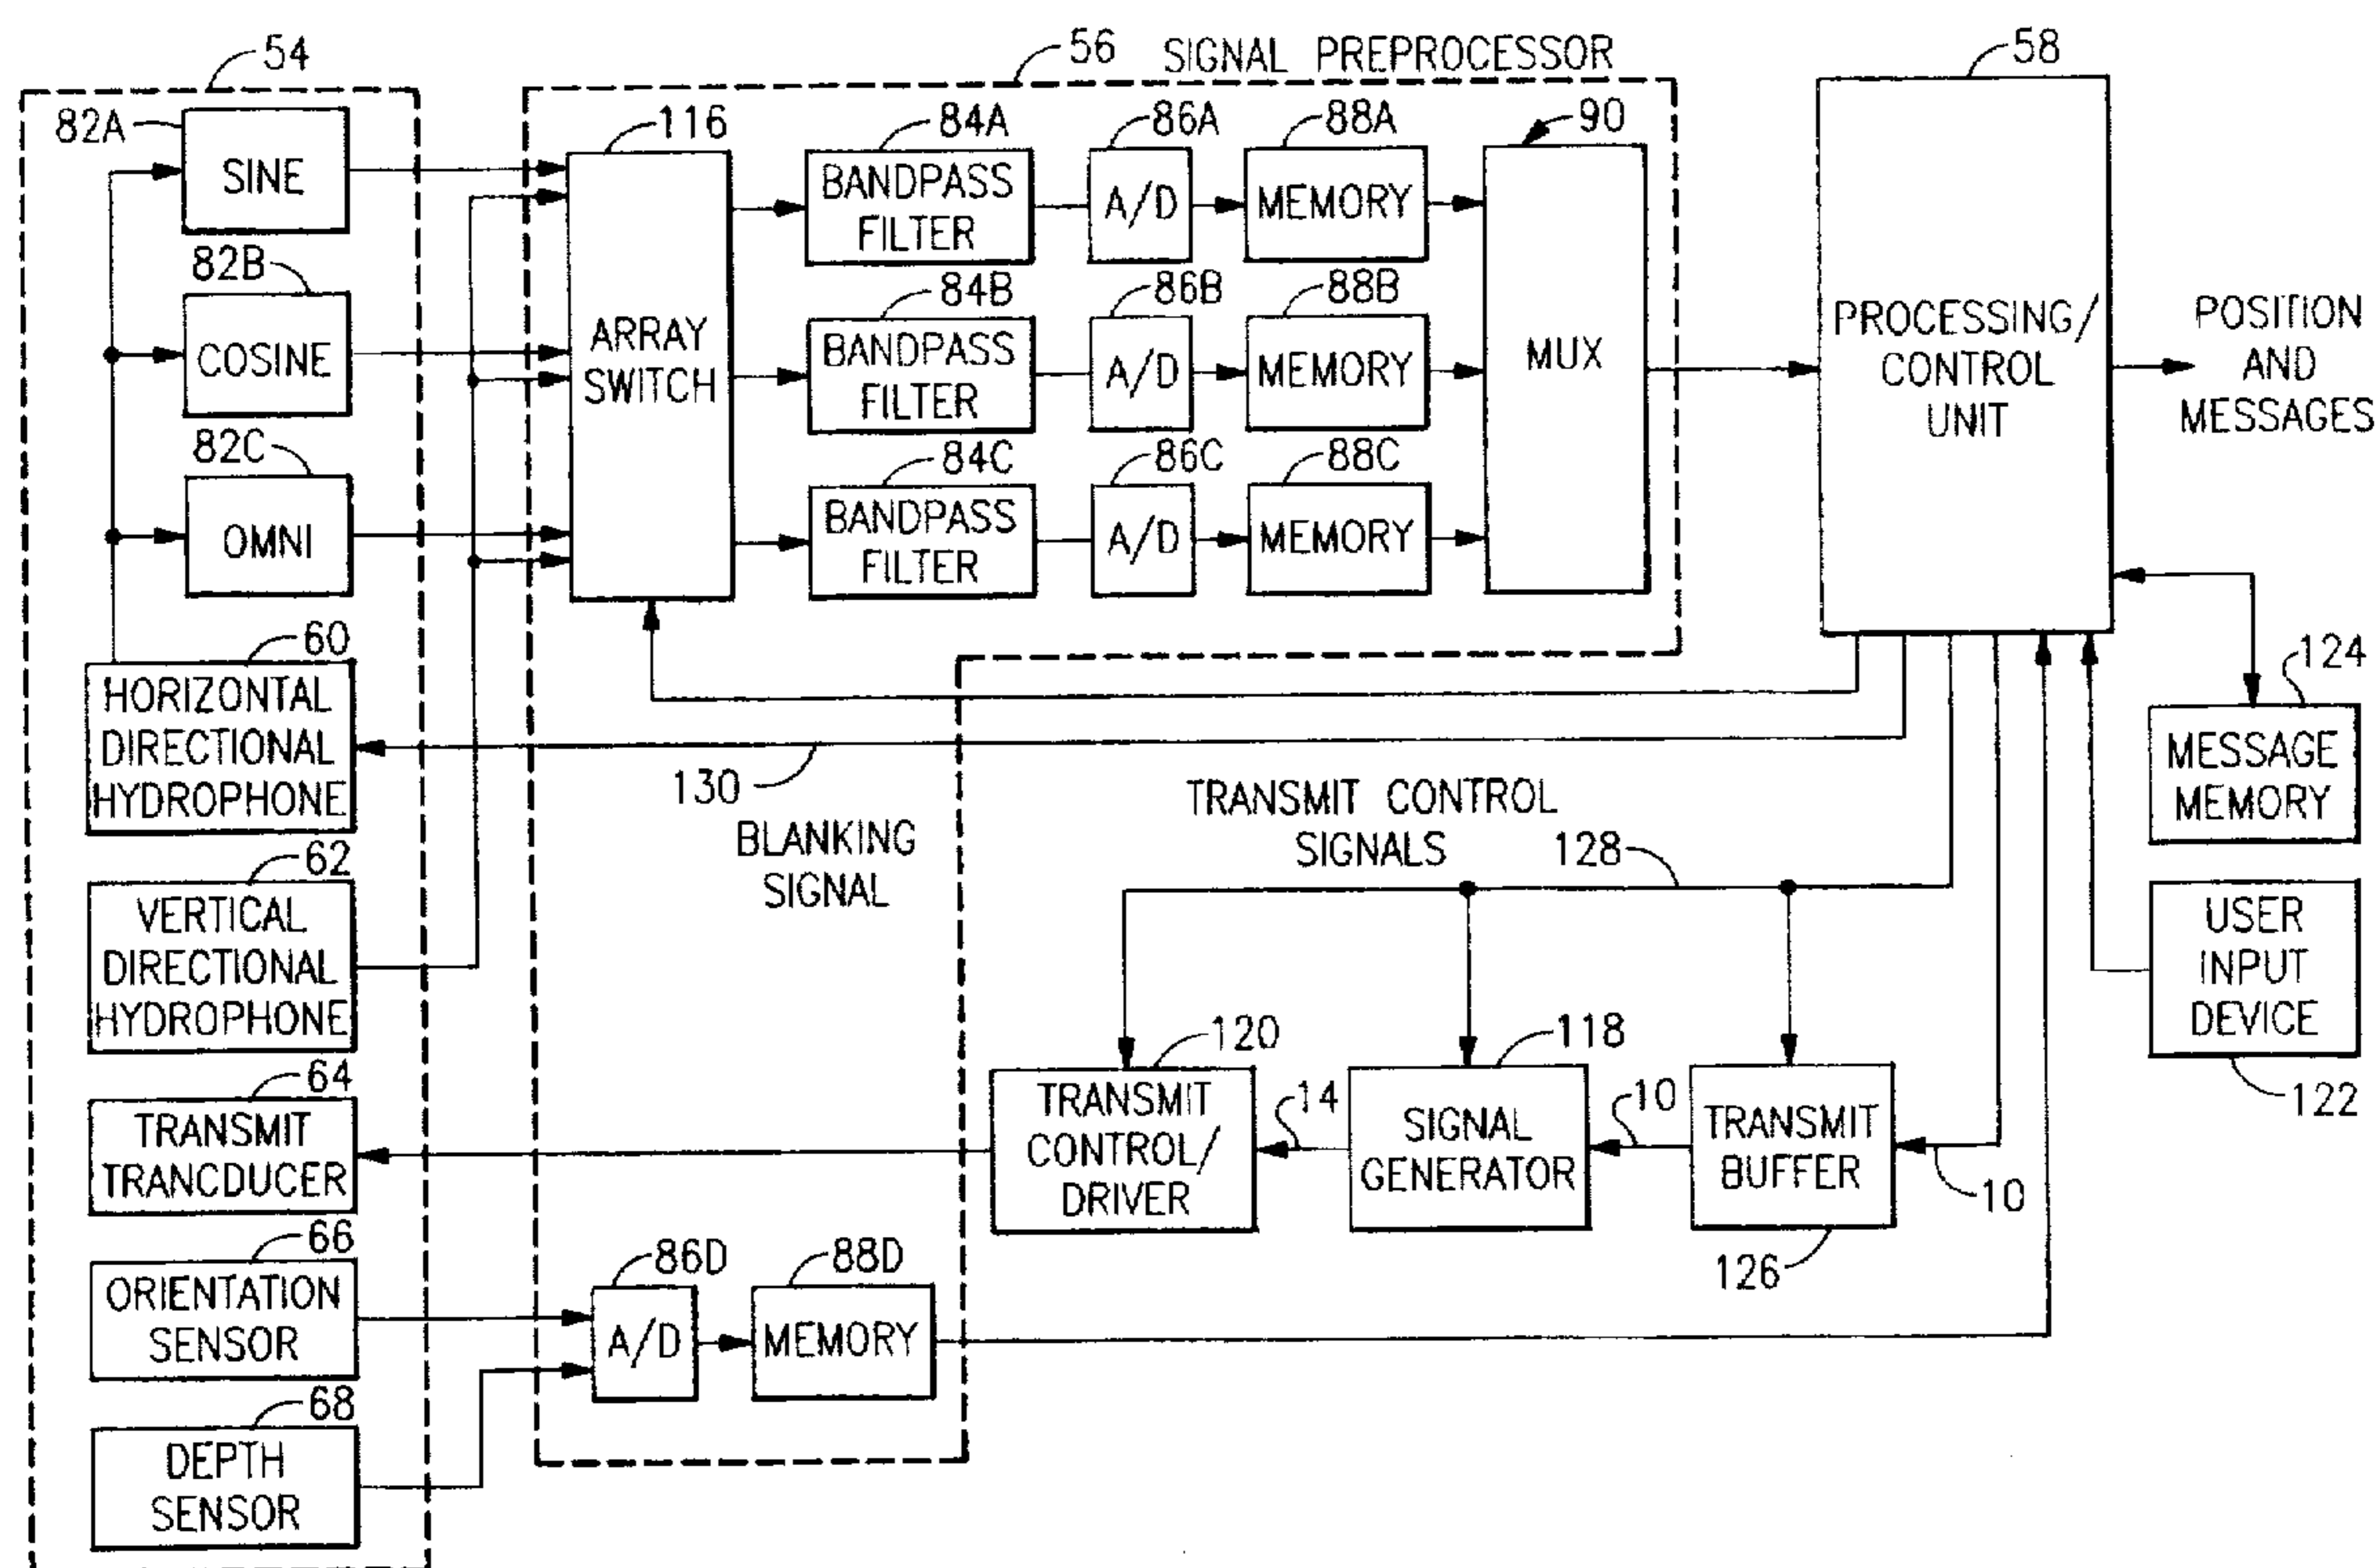 54
56 SIGNAL PREPROCESSOR
58
82A
SINE
116
84A
86A
88A
90
BANDPASS
FILTER
A/D
MEMORY
82B
COSINE
84B
86B
88B
ARRAY
SWITCH
BANDPASS
FILTER
A/D
MEMORY
MUX
PROCESSING/
CONTROL
UNIT
POSITION
AND
MESSAGES
82C
OMNI
84C
86C
88C
BANDPASS
FILTER
A/D
MEMORY
60
HORIZONTAL
DIRECTIONAL
HYDROPHONE
124
MESSAGE
MEMORY
130
BLANKING
SIGNAL
TRANSMIT CONTROL
SIGNALS
128
62
VERTICAL
DIRECTIONAL
HYDROPHONE
USER
INPUT
DEVICE
122
64
TRANSMIT
TRANCDUCER
120
TRANSMIT
CONTROL/
DRIVER
14
118
SIGNAL
GENERATOR
10
TRANSMIT
BUFFER
126
10
66
ORIENTATION
SENSOR
86D
A/D
88D
MEMORY
68
DEPTH
SENSOR